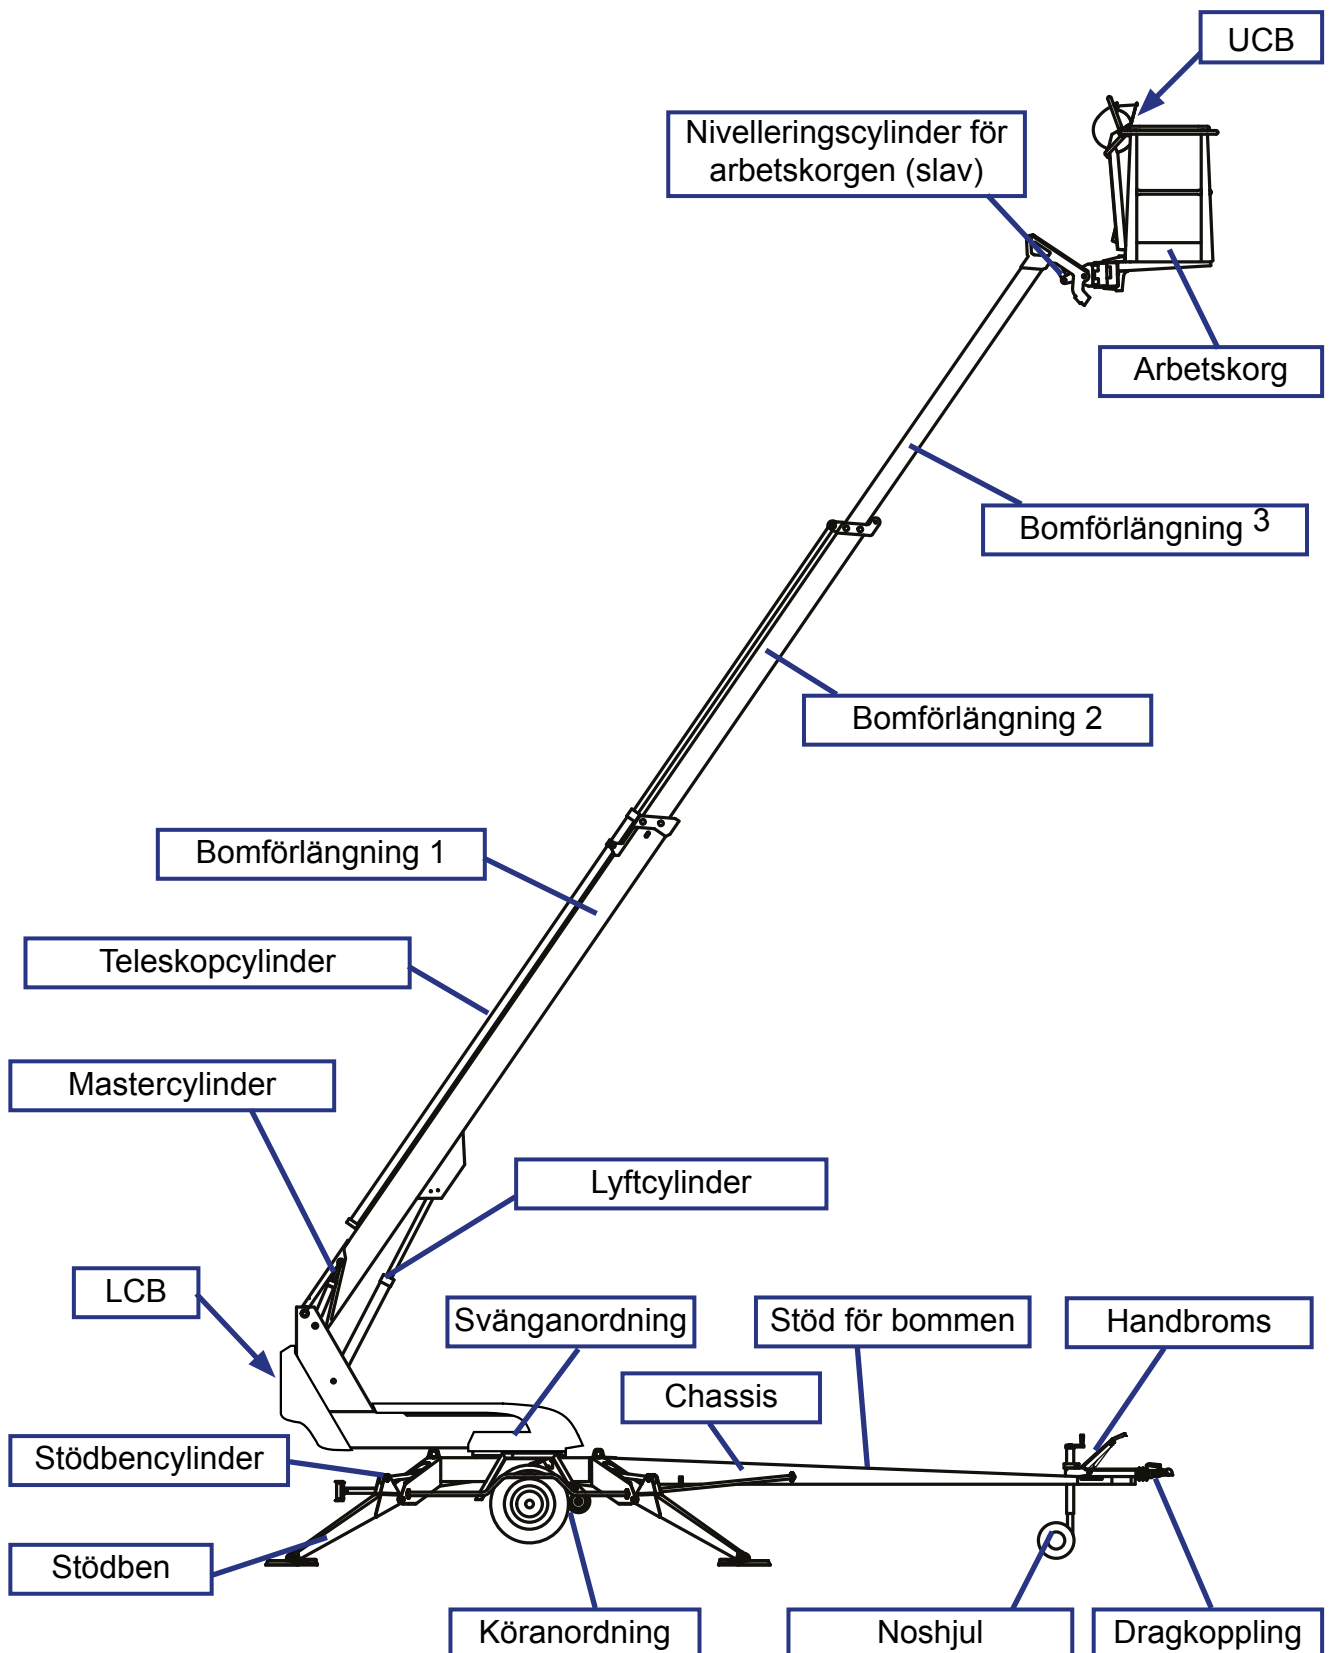 UCB
Nivelleringscylinder för
arbetskorgen (slav)
Arbetskorg
Bomförlängning 3
Bomförlängning 2
Bomförlängning 1
Teleskopcylinder
Mastercylinder
Lyftcylinder
LCB
Svänganordning
Stöd för bommen
Handbroms
Chassis
Stödbencylinder
Stödben
Köranordning
Noshjul
Dragkoppling